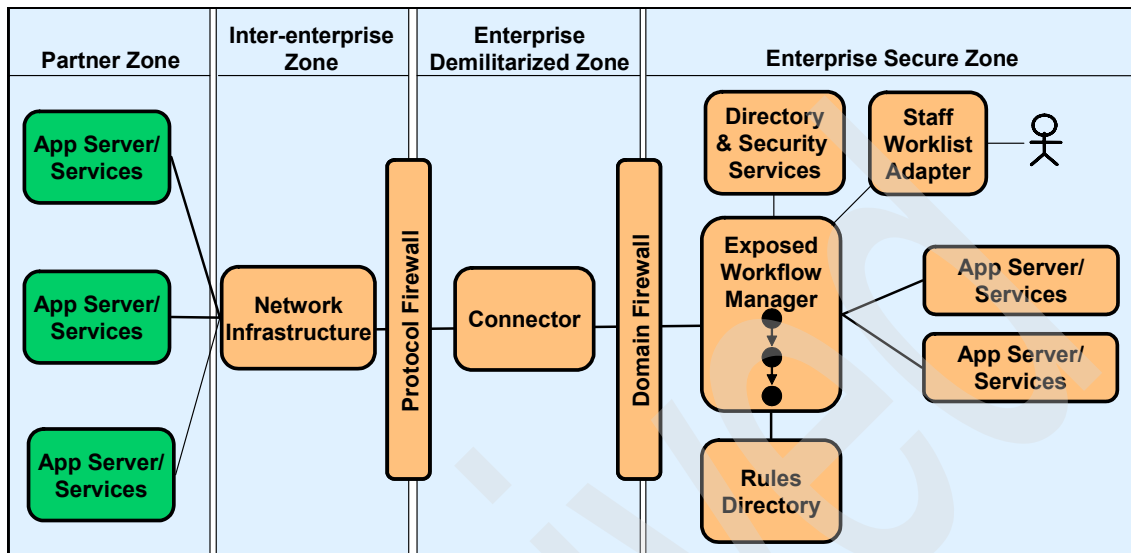 Partner Zone
Inter-enterprise
Zone
Enterprise
Demilitarized Zone
Enterprise Secure Zone
App Server/
Services
App Server/
Services
App Server/
Services
Network
Infrastructure
Protocol Firewall
Connector
Domain Firewall
Directory
& Security
Services
Staff
Worklist
Adapter
Exposed
Workflow
Manager
App Server/
Services
App Server/
Services
Rules
Directory